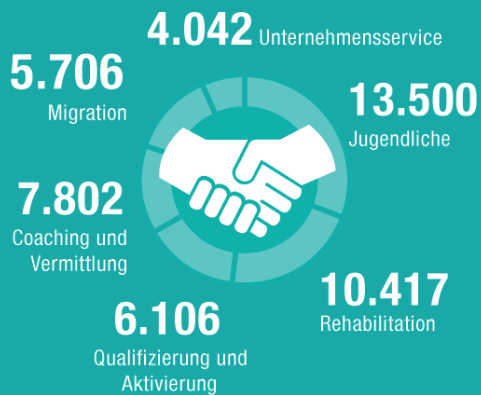 4.042 Unternehmensservice
5.706
Migration
13.500
Jugendliche
7.802
Coaching und
Vermittlung
10.417
Rehabilitation
6.106
Qualifizierung und
Aktivierung